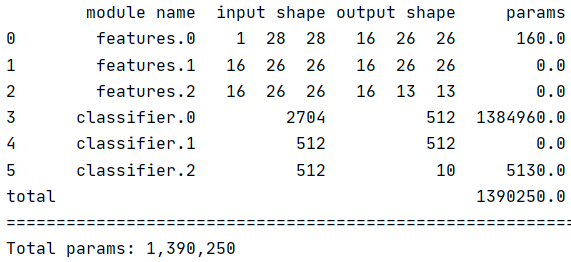 module name  input shape output shape     params
0        features.0    1  28  28   16  26  26      160.0
1        features.1   16  26  26   16  26  26        0.0
2        features.2   16  26  26   16  13  13        0.0
3      classifier.0         2704          512  1384960.0
4      classifier.1          512          512        0.0
5      classifier.2          512           10     5130.0
total                                          1390250.0
=========================================================
Total params: 1,390,250